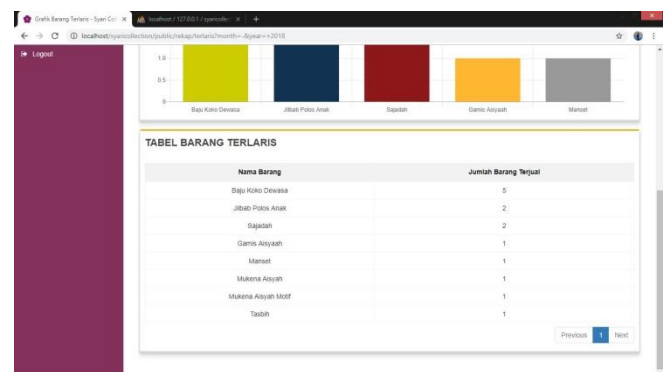 Grafik Barang Terlaris - Syari Col
localhost / 127.0.0.1 / syaricollec
localhost/syaricollection/public/rekap/terlaris?month=-&year=+2018
Logout
1.0
0.5
0
Baju Koko Dewasa Jilbab Polos Anak Sajadah Gamis Aisyaah Manset
TABEL BARANG TERLARIS
Nama Barang Jumlah Barang Terjual
Baju Koko Dewasa 5
Jilbab Polos Anak 2
Sajadah 2
Gamis Aisyaah 1
Manset 1
Mukena Aisyah 1
Mukena Aisyah Motif 1
Tasbih 1
Previous 1 Next